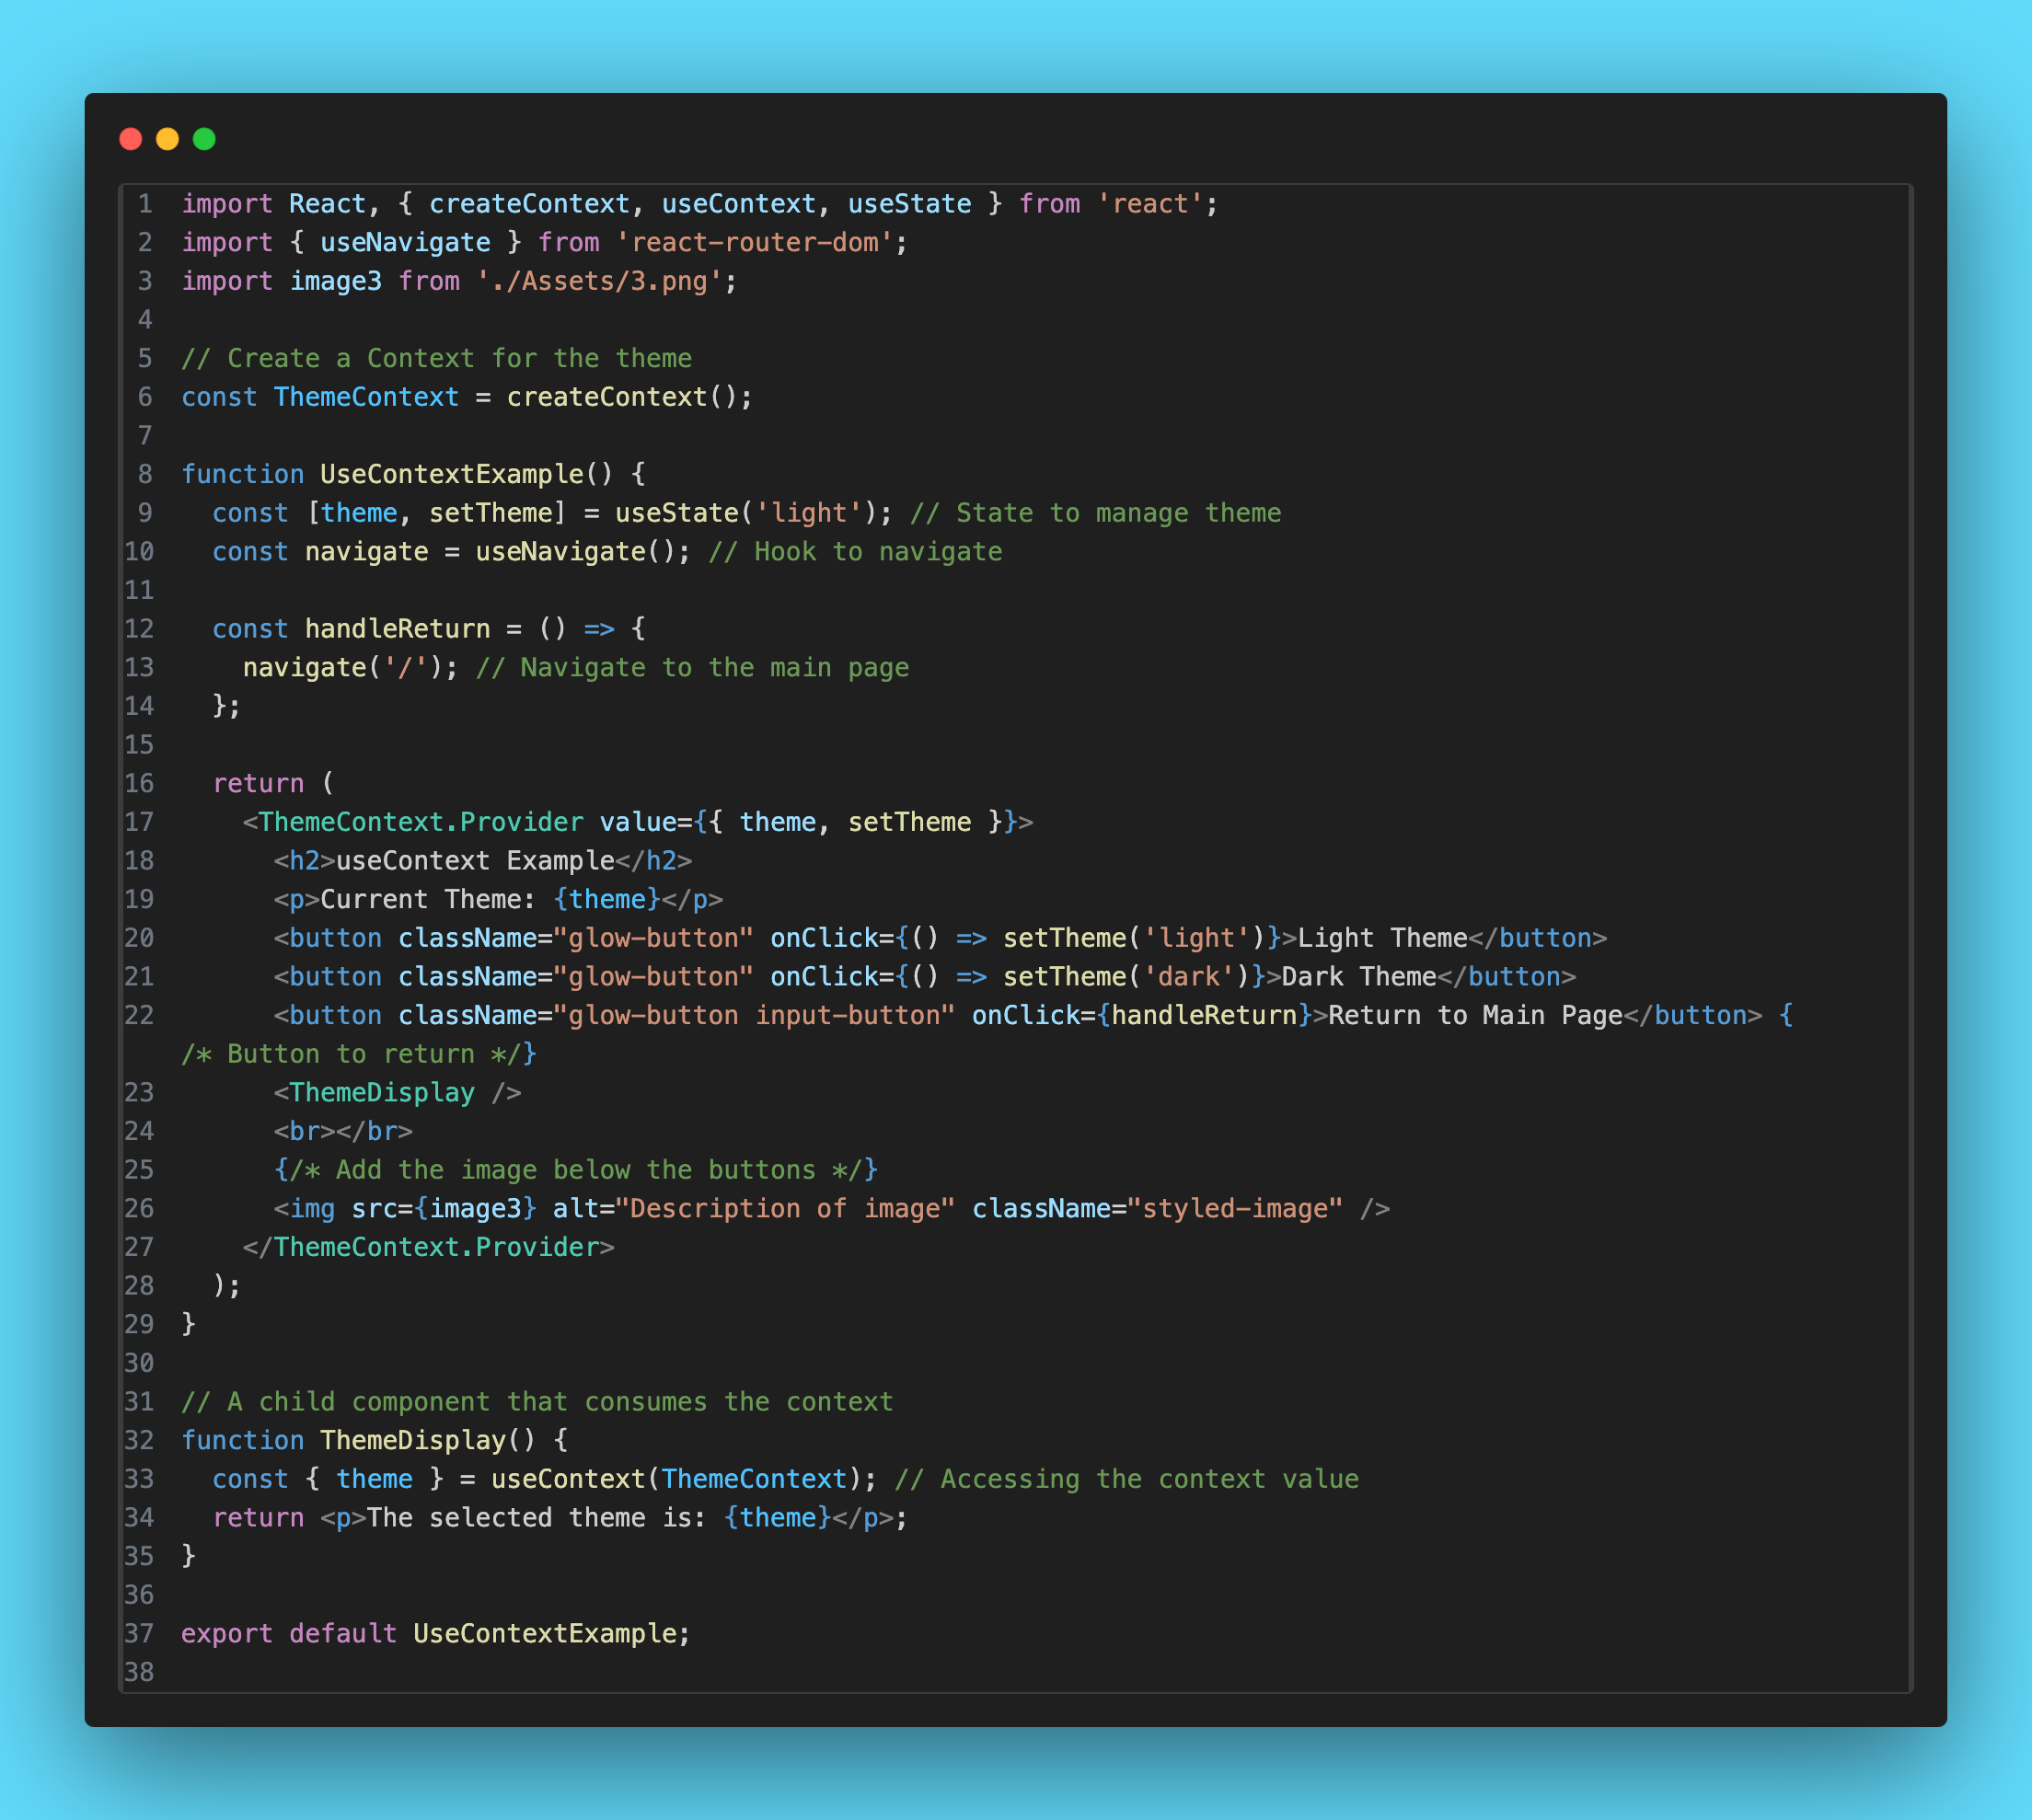 1 import React, { createContext, useContext, useState } from 'react';
2 import { useNavigate } from 'react-router-dom';
3 import image3 from './Assets/3.png';
4
5 // Create a Context for the theme
6 const ThemeContext = createContext();
7
8 function UseContextExample() {
9   const [theme, setTheme] = useState('light'); // State to manage theme
10   const navigate = useNavigate(); // Hook to navigate
11
12   const handleReturn = () => {
13     navigate('/'); // Navigate to the main page
14   };
15
16   return (
17     <ThemeContext.Provider value={{ theme, setTheme }}>
18       <h2>useContext Example</h2>
19       <p>Current Theme: {theme}</p>
20       <button className="glow-button" onClick={() => setTheme('light')}>Light Theme</button>
21       <button className="glow-button" onClick={() => setTheme('dark')}>Dark Theme</button>
22       <button className="glow-button input-button" onClick={handleReturn}>Return to Main Page</button> {
/* Button to return */}
23       <ThemeDisplay />
24       <br></br>
25       {/* Add the image below the buttons */}
26       <img src={image3} alt="Description of image" className="styled-image" />
27     </ThemeContext.Provider>
28   );
29 }
30
31 // A child component that consumes the context
32 function ThemeDisplay() {
33   const { theme } = useContext(ThemeContext); // Accessing the context value
34   return <p>The selected theme is: {theme}</p>;
35 }
36
37 export default UseContextExample;
38